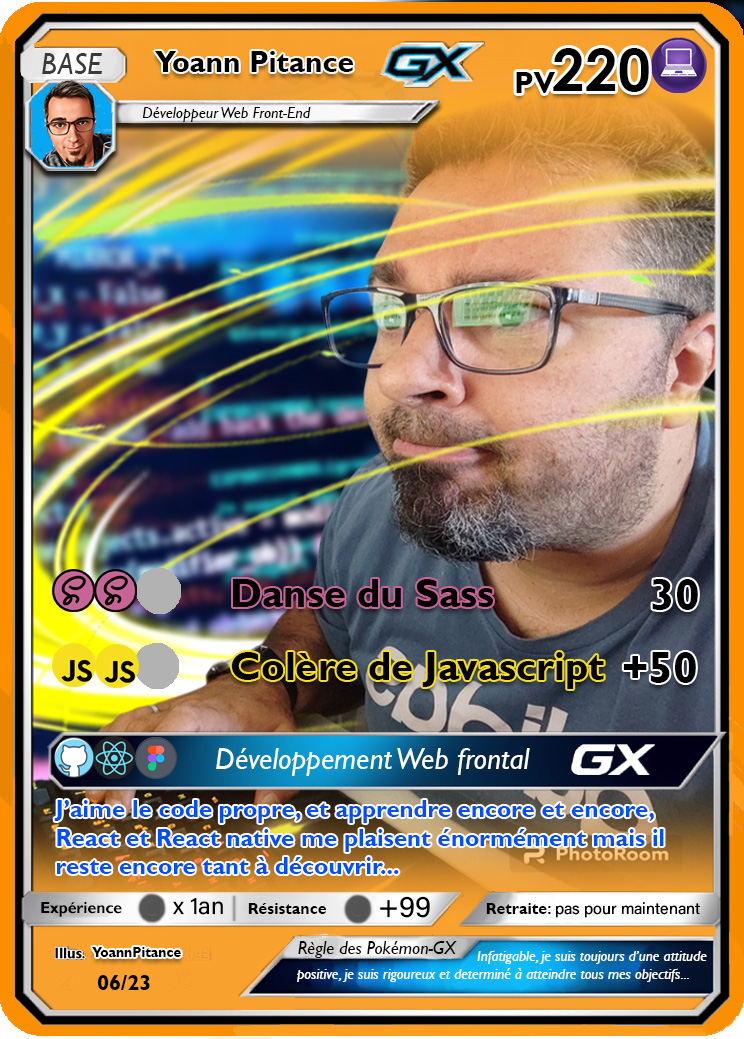 BASE
Yoann Pitance GX
PV220
Développeur Web Front-End
Danse du Sass 30
JS JS Colère de Javascript +50
Développement Web frontal GX
J'aime le code propre, et apprendre encore et encore,
React et React native me plaisent énormément mais il
reste encore tant à découvrir...
PhotoRoom
Expérience x 1an Résistance +99 Retraite: pas pour maintenant
Illus. YoannPitance
06/23
Règle des Pokémon-GX
Infatigable, je suis toujours d'une attitude
positive, je suis rigoureux et determiné à atteindre tous mes objectifs...